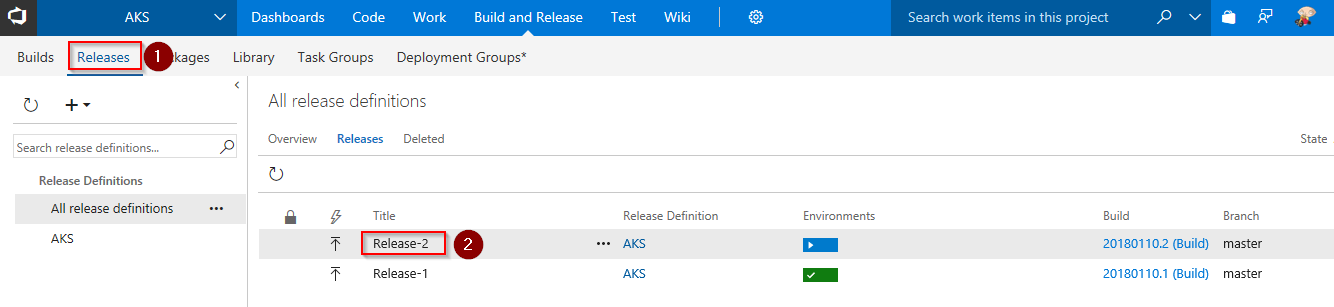 AKS Dashboards Code Work Build and Release Test Wiki Search work items in this project
Builds Releases 1 kages Library Task Groups Deployment Groups*
All release definitions
Overview Releases Deleted State
Search release definitions...
Release Definitions
All release definitions ...
AKS
Title Release Definition Environments Build Branch
Release-2 2 ... AKS 20180110.2 (Build) master
Release-1 AKS 20180110.1 (Build) master